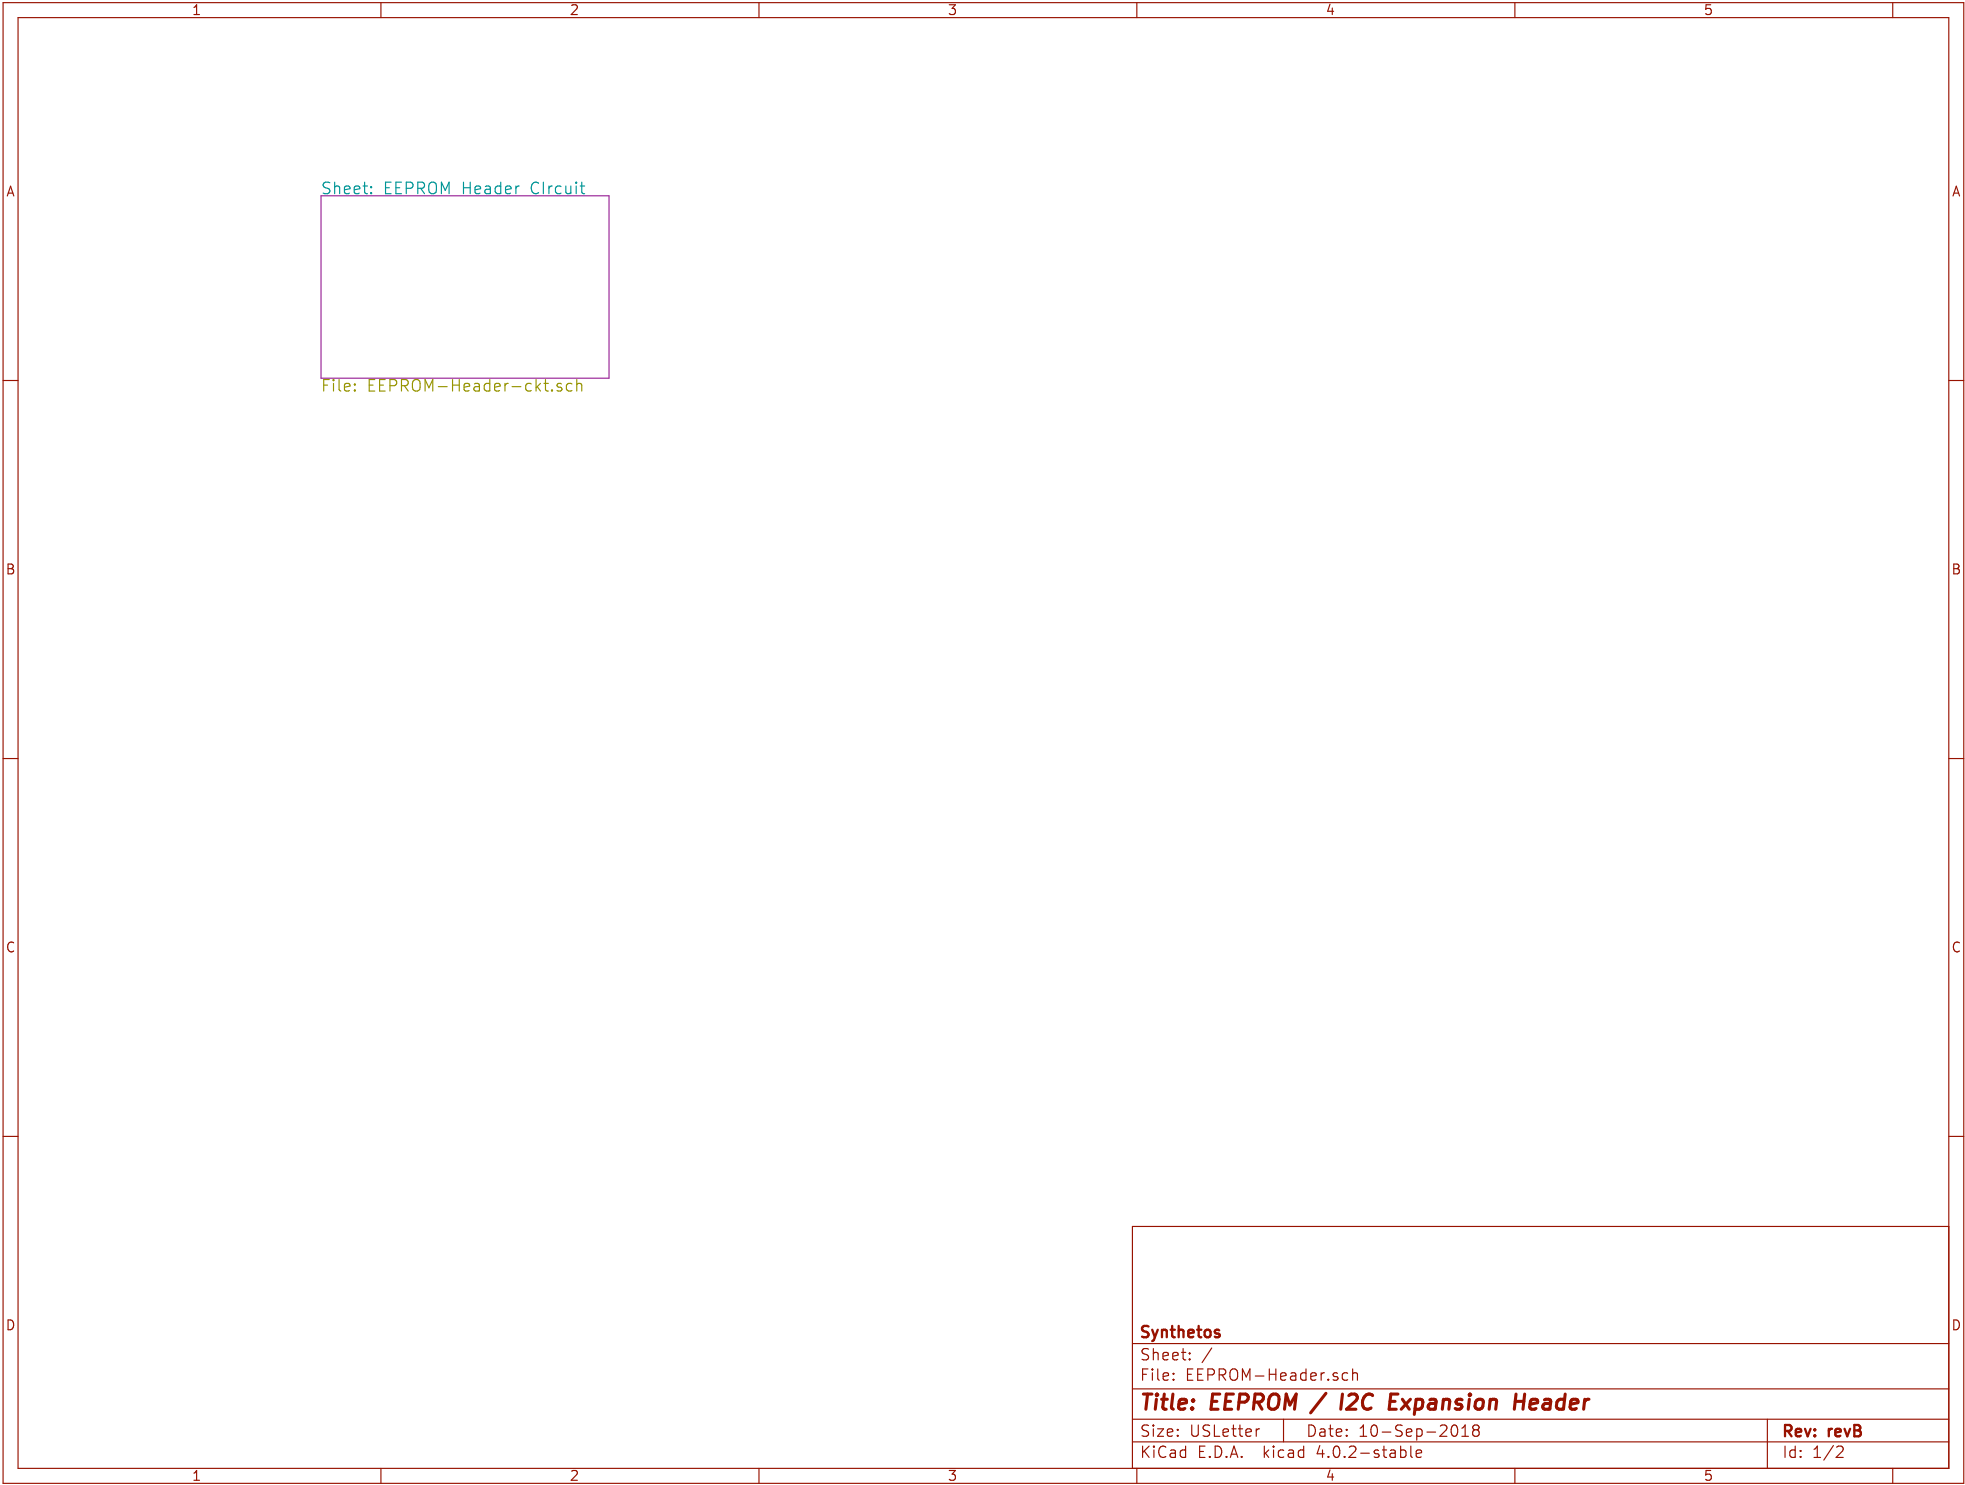 1 2 3 4 5
A A
Sheet: EEPROM Header CIrcuit
File: EEPROM-Header-ckt.sch
B B
C C
D D
Synthetos
Sheet: /
File: EEPROM-Header.sch
Title: EEPROM / I2C Expansion Header
Size: USLetter Date: 10-Sep-2018 Rev: revB
KiCad E.D.A. kicad 4.0.2-stable Id: 1/2
1 2 3 4 5